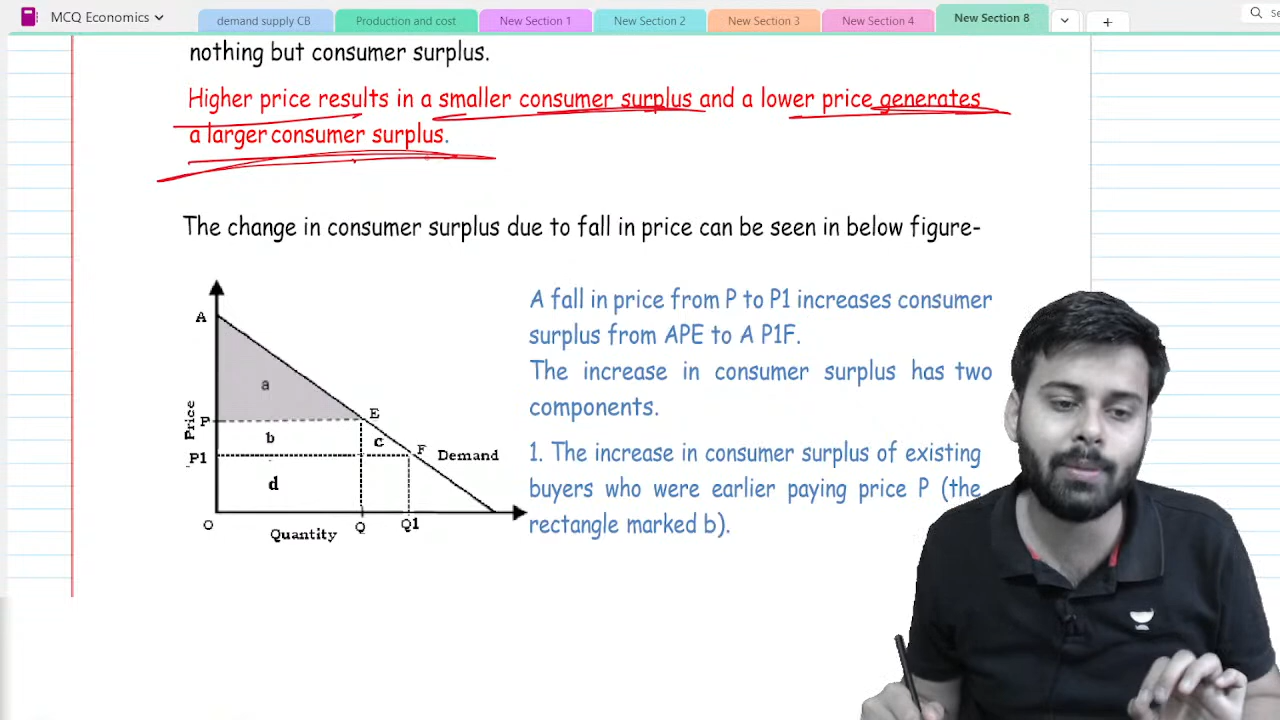 MCQ Economics
demand supply CB
Production and cost
New Section 1
New Section 2
New Section 3
New Section 4
New Section 8
nothing but consumer surplus.
Higher price results in a smaller consumer surplus and a lower price generates
a larger consumer surplus.
The change in consumer surplus due to fall in price can be seen in below figure-
A
a
Price
P
E
b
c
P1
F
Demand
d
O
Quantity
Q
Q1
A fall in price from P to P1 increases consumer
surplus from APE to A P1F.
The increase in consumer surplus has two
components.
1. The increase in consumer surplus of existing
buyers who were earlier paying price P (the
rectangle marked b).